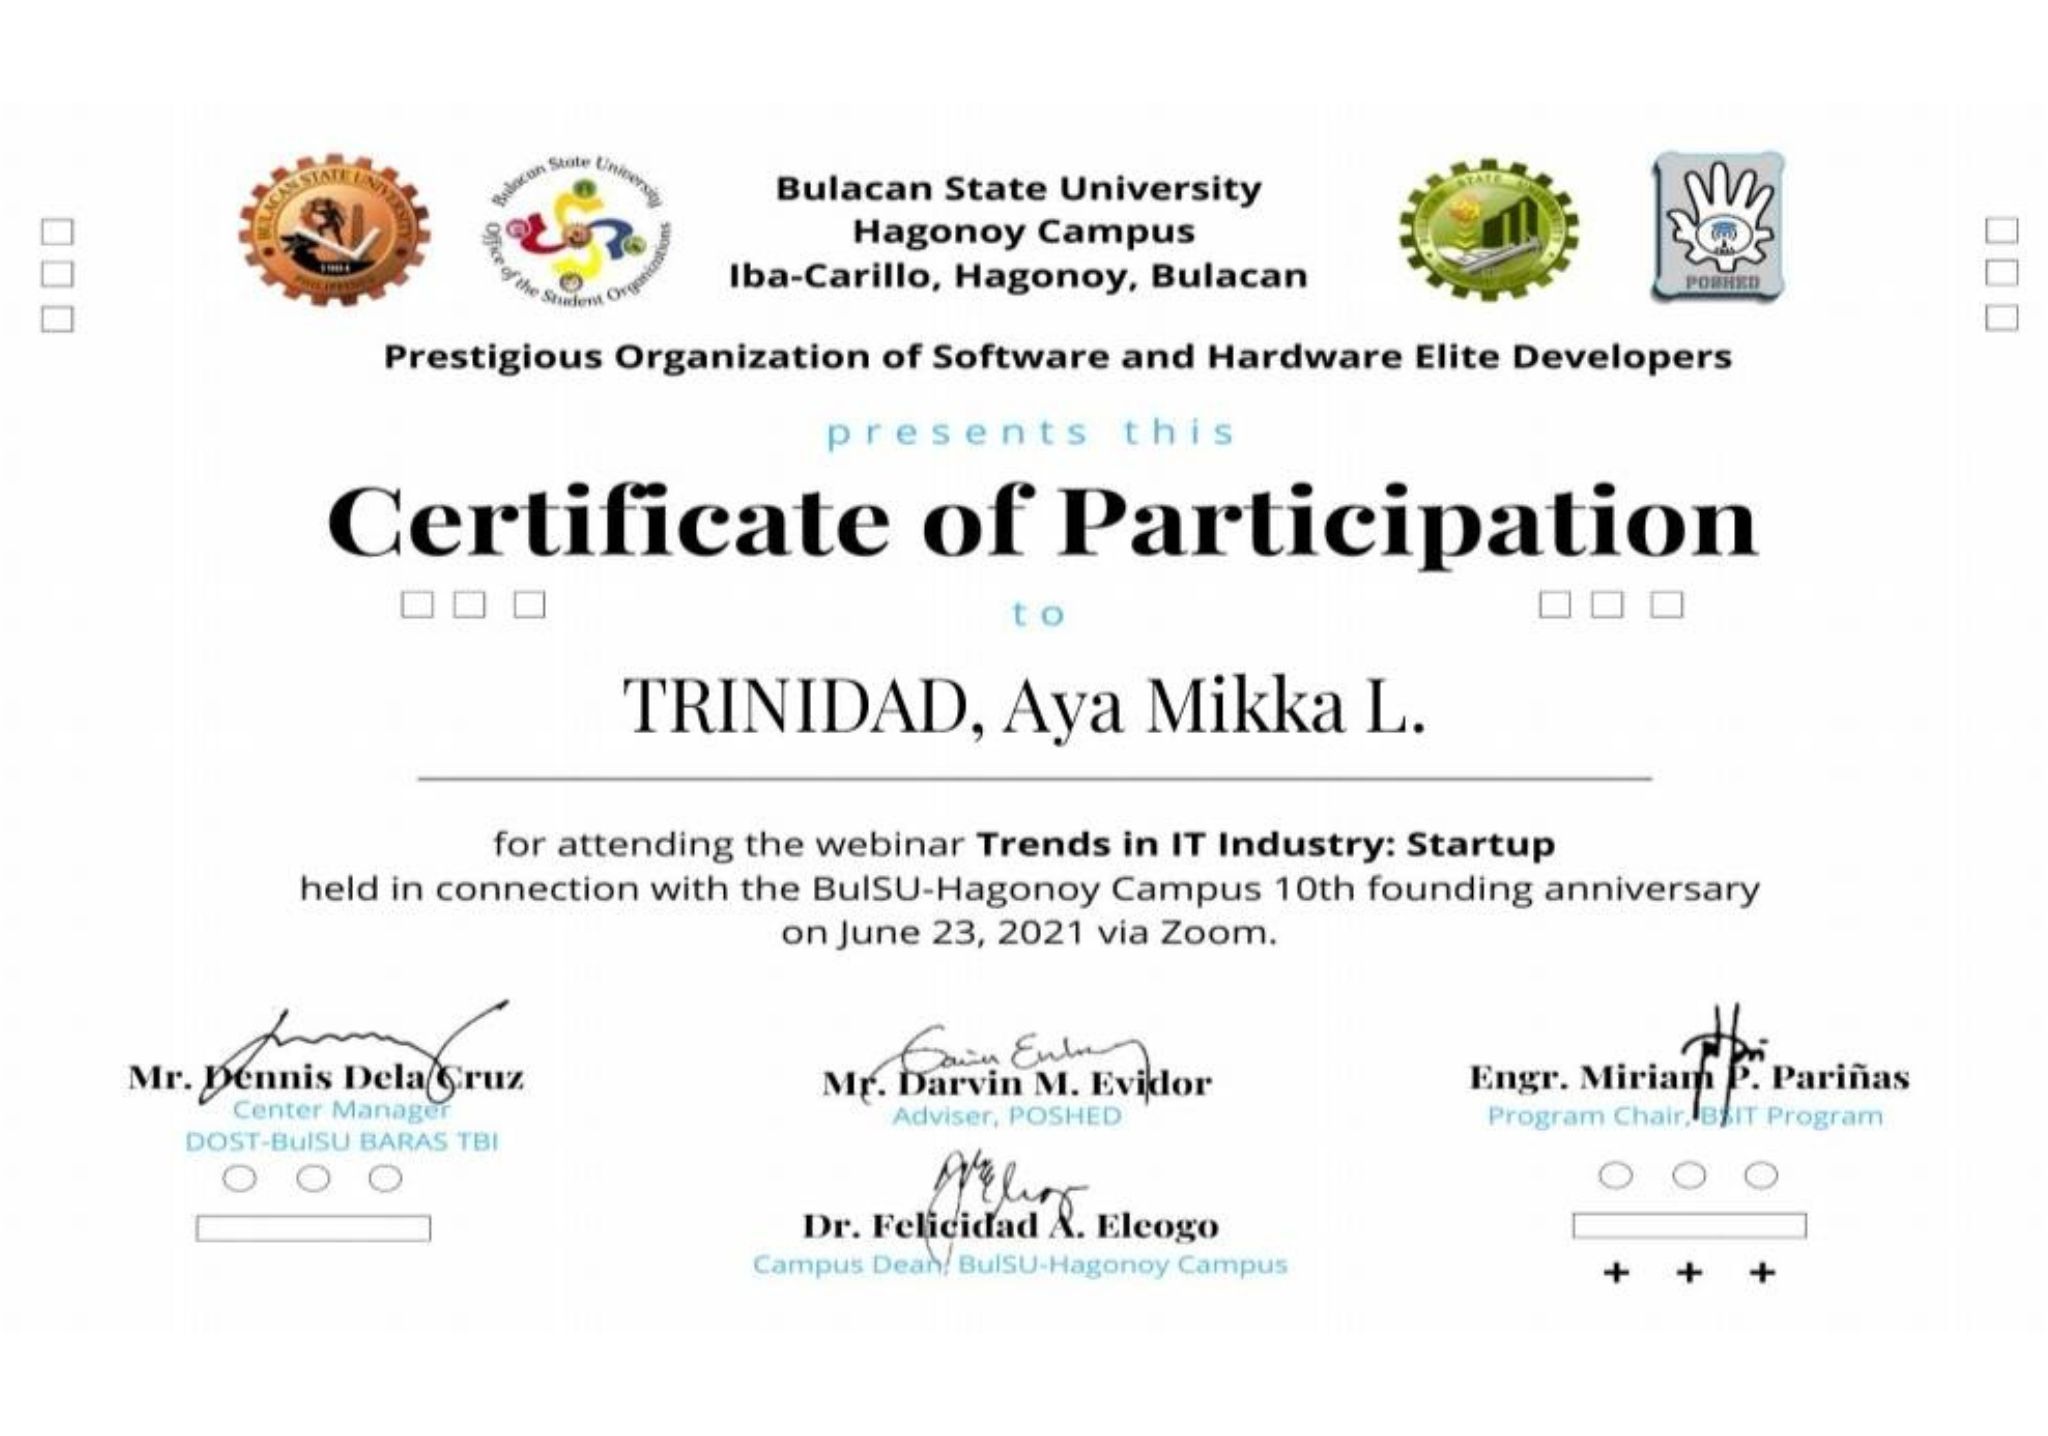 BULACAN STATE UNIVERSITY
1904
PHILIPPINES
Bulacan State University
Office of the Student Organizations
Bulacan State University
Hagonoy Campus
Iba-Carillo, Hagonoy, Bulacan
STATE
POSHED
Prestigious Organization of Software and Hardware Elite Developers
presents this
Certificate of Participation
to
TRINIDAD, Aya Mikka L.
for attending the webinar Trends in IT Industry: Startup
held in connection with the BulSU-Hagonoy Campus 10th founding anniversary
on June 23, 2021 via Zoom.
Mr. Dennis Dela Cruz
Center Manager
DOST-BulSU BARAS TBI
Mr. Darvin M. Evidor
Adviser, POSHED
Engr. Miriam P. Pariñas
Program Chair, BSIT Program
Dr. Felicidad A. Eleogo
Campus Dean, BulSU-Hagonoy Campus
+ + +